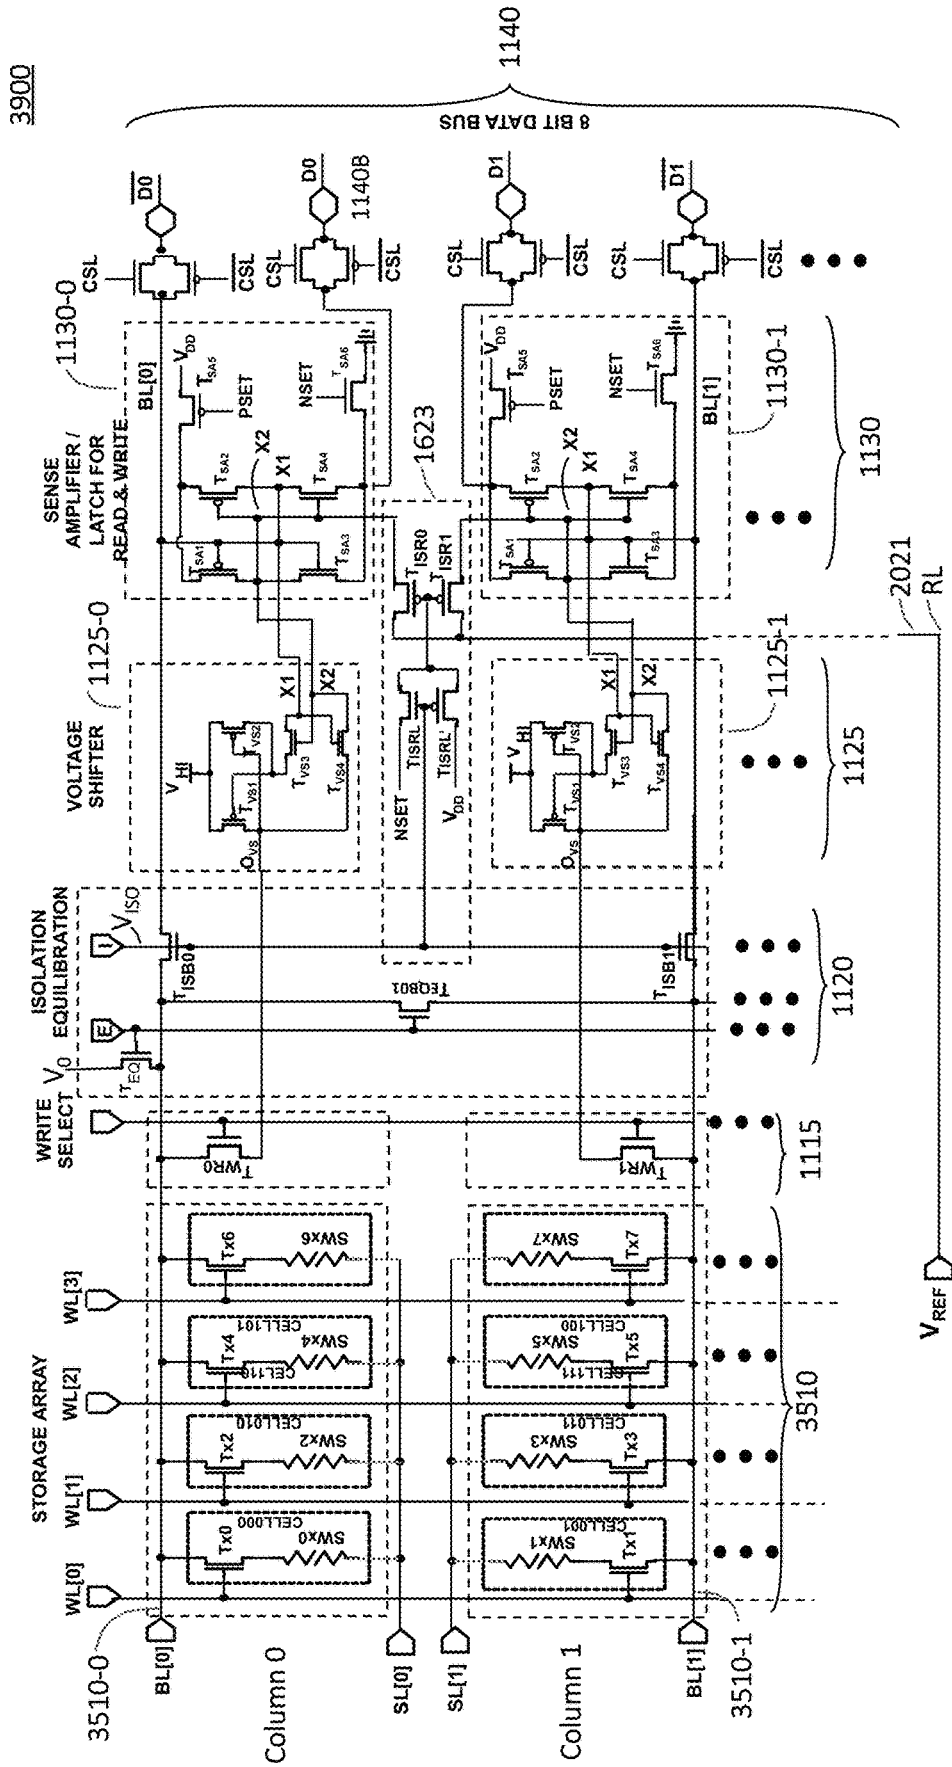 3900
STORAGE ARRAY
WRITE
SELECT
ISOLATION
EQUILIBRATION
VOLTAGE
SHIFTER
SENSE
AMPLIFIER /
LATCH FOR
READ & WRITE
3510-0
WL[0]
WL[1]
WL[2]
WL[3]
V0
E
I
VISO
1125-0
1130-0
BL[0]
Column 0
SL[0]
SL[1]
Column 1
BL[1]
3510-1
Tx0
CELL000
SWx0
Tx2
CELL010
SWx2
Tx4
CELL110
CELL101
SWx4
Tx6
SWx6
SWx1
CELL001
Tx1
SWx3
CELL011
Tx3
SWx5
CELL111
CELL100
Tx5
SWx7
Tx7
TWR0
TWR1
TEQ
TISB0
TEQB01
TISB1
OVS
VHI
TVS1
TVS2
TVS3
TVS4
X1
X2
OVS
VHI
TVS1
TVS2
TVS3
TVS4
X1
X2
NSET
TISRL
TISRL'
VDD
TISR0
TISR1
1623
BL[0]
VDD
TSA5
PSET
TSA1
TSA2
X2
X1
TSA3
TSA4
NSET
TSA6
VDD
TSA5
PSET
TSA1
TSA2
X2
X1
TSA3
TSA4
NSET
TSA6
BL[1]
CSL
CSL
D0
CSL
CSL
D0
1140B
CSL
CSL
D1
CSL
CSL
D1
8 BIT DATA BUS
1140
3510
1115
1120
1125-1
1125
1130-1
1130
2021
RL
VREF